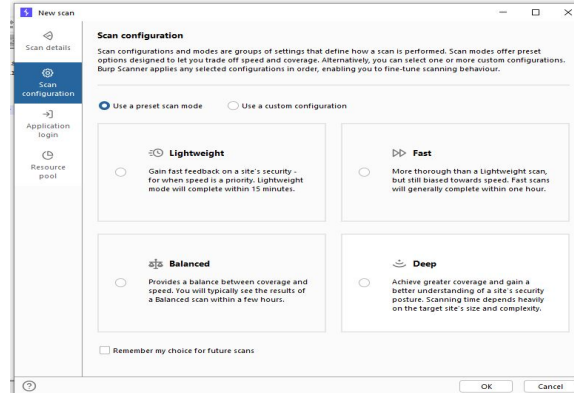 New scan
Scan details
Scan
configuration
Application
login
Resource
pool
Scan configuration
Scan configurations and modes are groups of settings that define how a scan is performed. Scan modes offer preset
options designed to let you trade off speed and coverage. Alternatively, you can select one or more custom configurations.
Burp Scanner applies any selected configurations in order, enabling you to fine-tune scanning behaviour.
Use a preset scan mode
Use a custom configuration
Lightweight
Gain fast feedback on a site's security -
for when speed is a priority. Lightweight
mode will complete within 15 minutes.
Fast
More thorough than a Lightweight scan,
but still biased towards speed. Fast scans
will generally complete within one hour.
Balanced
Provides a balance between coverage and
speed. You will typically see the results of
a Balanced scan within a few hours.
Deep
Achieve greater coverage and gain a
better understanding of a site's security
posture. Scanning time depends heavily
on the target site's size and complexity.
Remember my choice for future scans
OK
Cancel